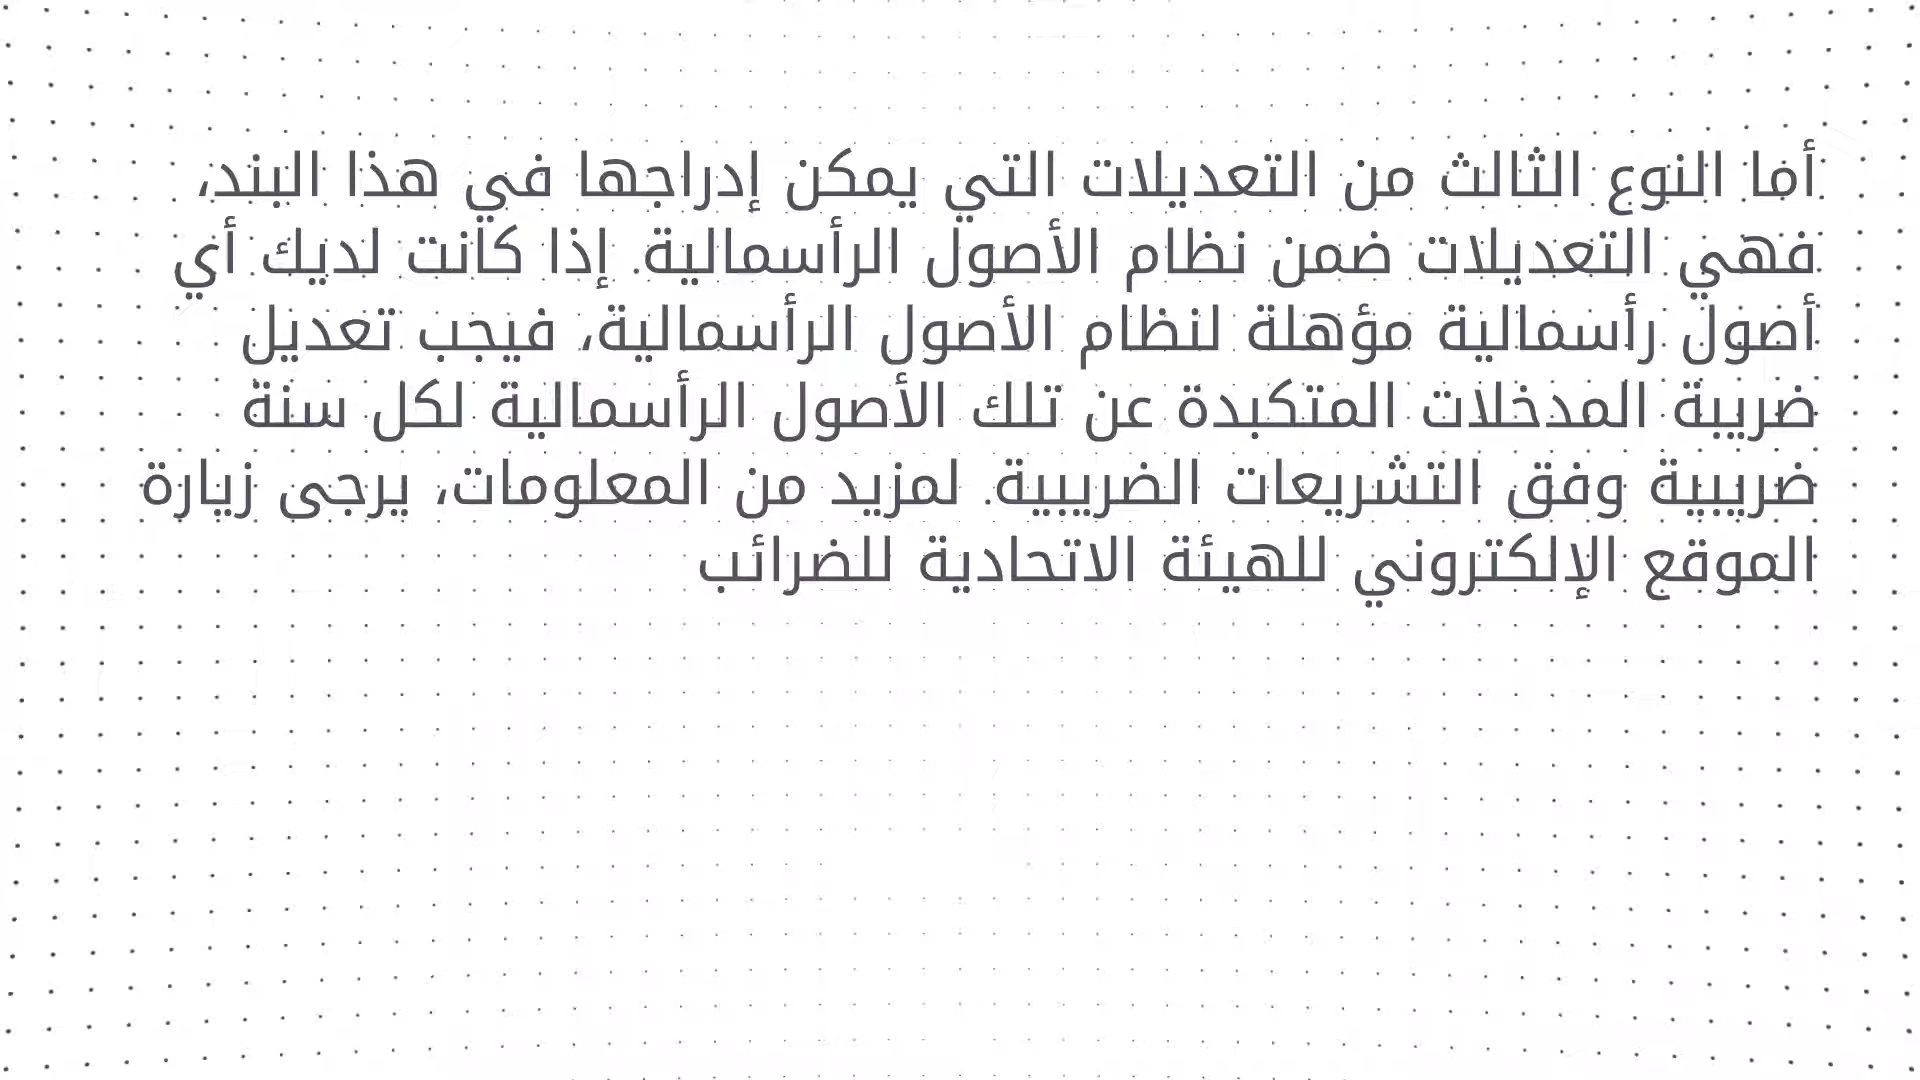 أما النوع الثالث من التعديلات التي يمكن إدراجها في هذا البند،
فهي التعديلات ضمن نظام الأصول الرأسمالية. إذا كانت لديك أي
أصول رأسمالية مؤهلة لنظام الأصول الرأسمالية، فيجب تعديل
ضريبة المدخلات المتكبدة عن تلك الأصول الرأسمالية لكل سنة
ضريبية وفق التشريعات الضريبية. لمزيد من المعلومات، يرجى زيارة
الموقع الإلكتروني للهيئة الاتحادية للضرائب